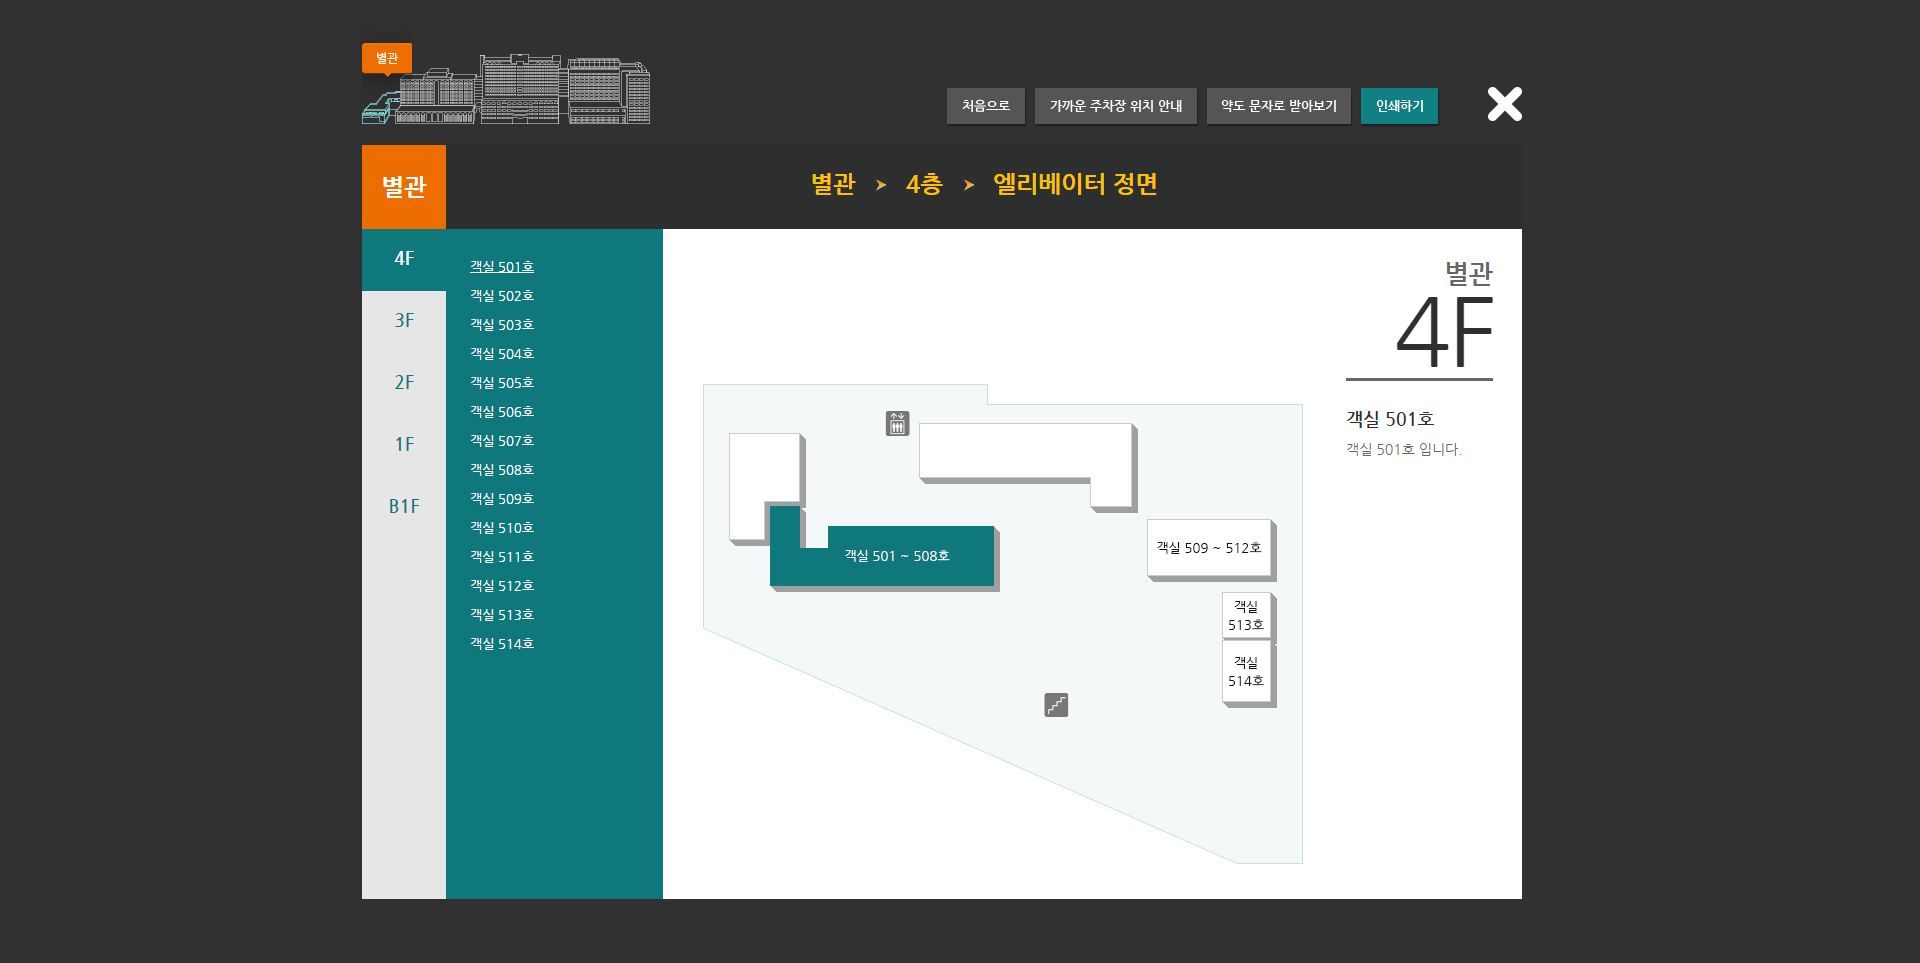 별관
처음으로
가까운 주차장 위치 안내
약도 문자로 받아보기
인쇄하기
별관
별관 > 4층 > 엘리베이터 정면
4F
3F
2F
1F
B1F
객실 501호
객실 502호
객실 503호
객실 504호
객실 505호
객실 506호
객실 507호
객실 508호
객실 509호
객실 510호
객실 511호
객실 512호
객실 513호
객실 514호
객실 501 ~ 508호
객실 509 ~ 512호
객실
513호
객실
514호
별관
4F
객실 501호
객실 501호 입니다.